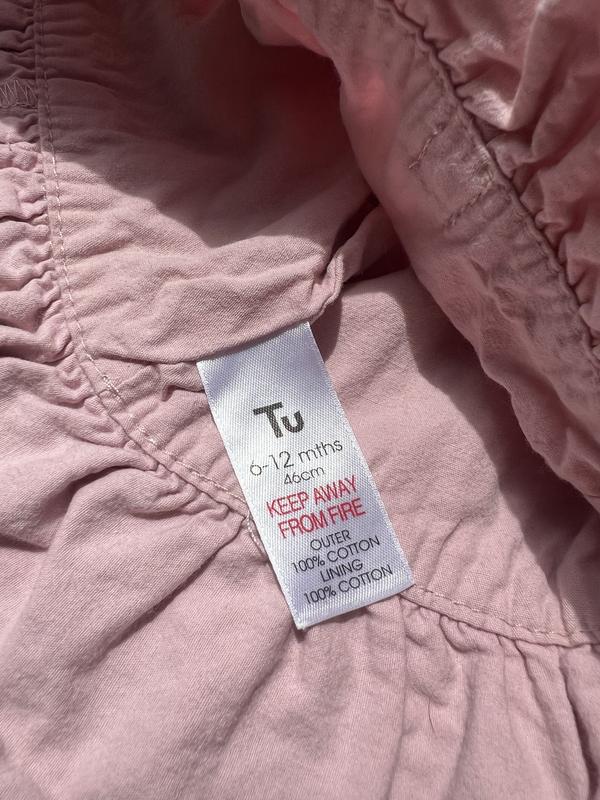 Tu
6-12 mths
46cm
KEEP AWAY
FROM FIRE
OUTER
100% COTTON
LINING
100% COTTON